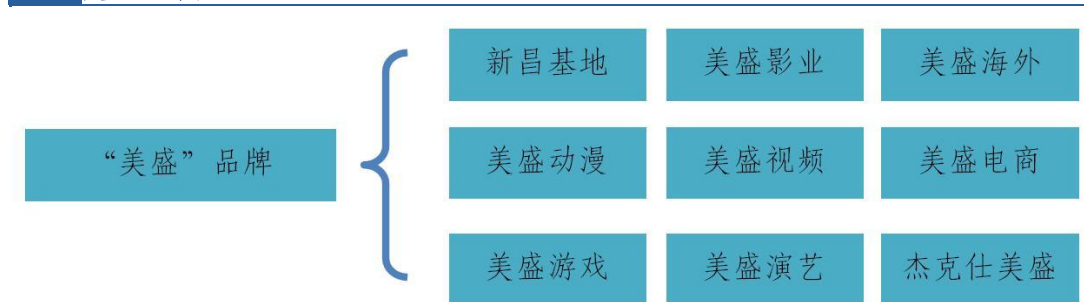 新昌基地 美盛影业 美盛海外
“美盛”品牌
美盛动漫 美盛视频 美盛电商
美盛游戏 美盛演艺 杰克仕美盛